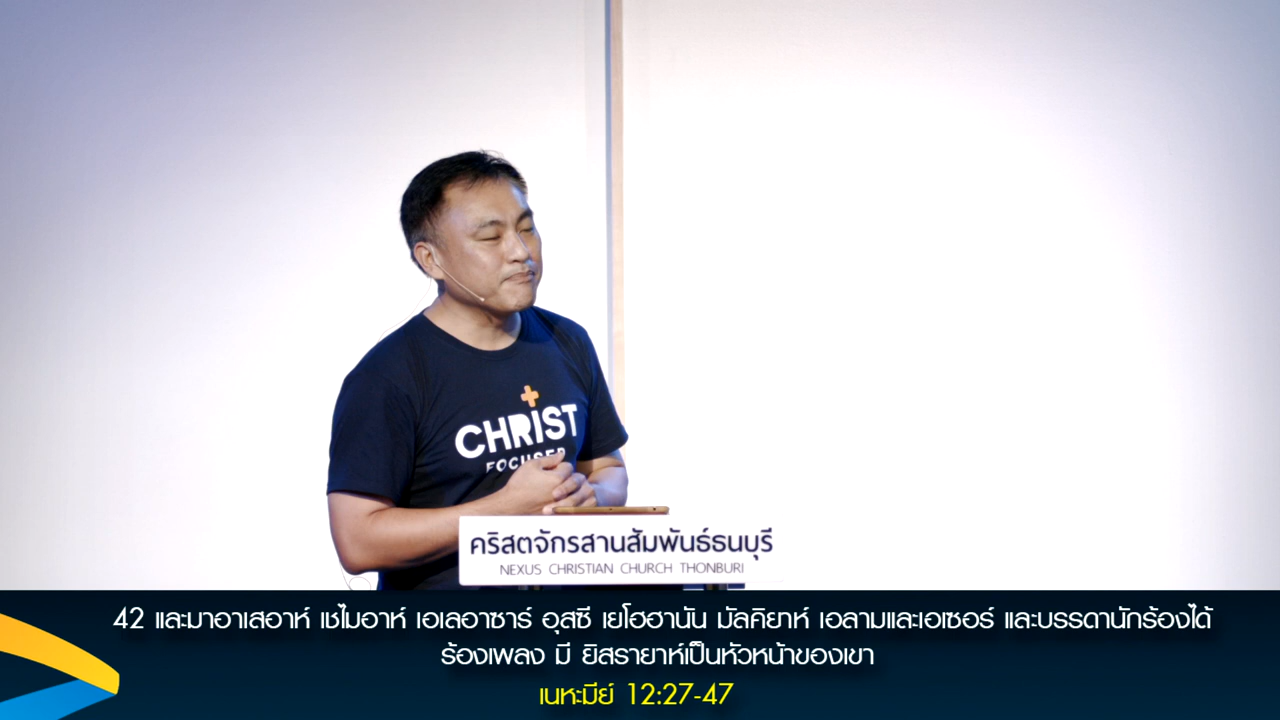 CHRIST
FOCUSED
คริสตจักรสานสัมพันธ์ธนบุรี
NEXUS CHRISTIAN CHURCH THONBURI
42 และมาอาเสอาห์ เชไมอาห์ เอเลอาซาร์ อุสซี เยโฮฮานัน มัลคิยาห์ เอลามและเอเซอร์ และบรรดานักร้องได้
ร้องเพลง มี ยิสรายาห์เป็นหัวหน้าของเขา
เนหะมีย์ 12:27-47